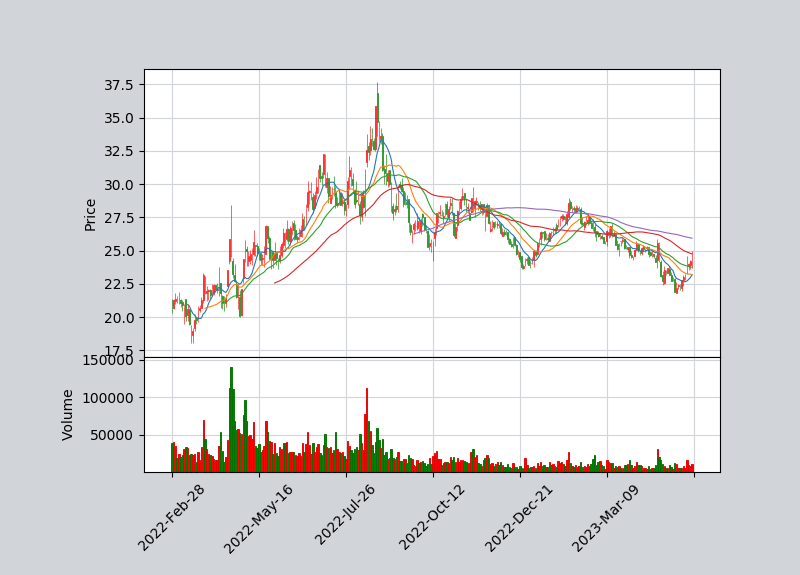 37.5
35.0
32.5
30.0
27.5
25.0
22.5
20.0
17.5
Price
150000
100000
50000
Volume
2022-Feb-28
2022-May-16
2022-Jul-26
2022-Oct-12
2022-Dec-21
2023-Mar-09